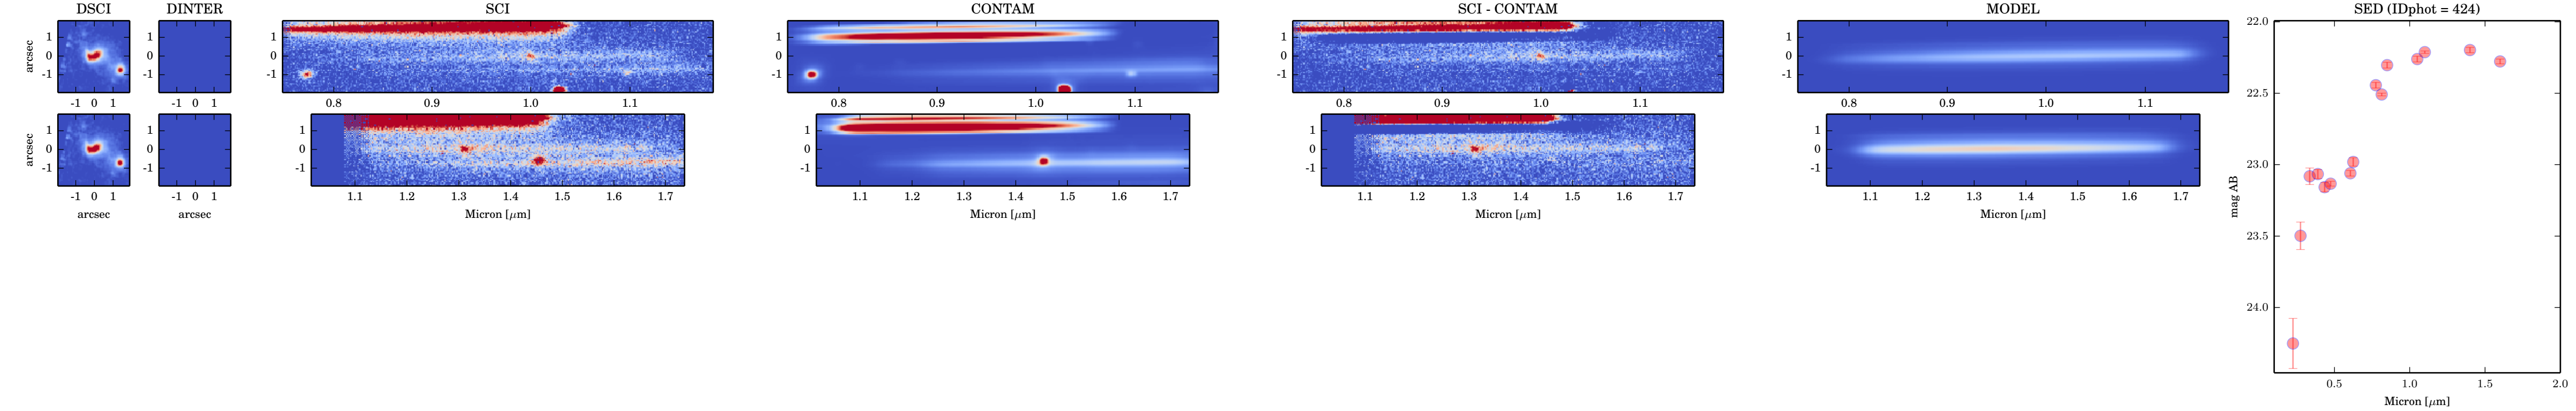 DSCI DINTER SCI CONTAM SCI - CONTAM MODEL SED (IDphot = 424)
arcsec
1
0
-1
-1 0 1
1
0
-1
-1 0 1
1
0
-1
0.8 0.9 1.0 1.1
1
0
-1
0.8 0.9 1.0 1.1
1
0
-1
0.8 0.9 1.0 1.1
1
0
-1
0.8 0.9 1.0 1.1
arcsec
1
0
-1
-1 0 1
arcsec
1
0
-1
-1 0 1
arcsec
1
0
-1
1.1 1.2 1.3 1.4 1.5 1.6 1.7
Micron [μm]
1
0
-1
1.1 1.2 1.3 1.4 1.5 1.6 1.7
Micron [μm]
1
0
-1
1.1 1.2 1.3 1.4 1.5 1.6 1.7
Micron [μm]
1
0
-1
1.1 1.2 1.3 1.4 1.5 1.6 1.7
Micron [μm]
mag AB
22.0
22.5
23.0
23.5
24.0
0.5 1.0 1.5 2.0
Micron [μm]